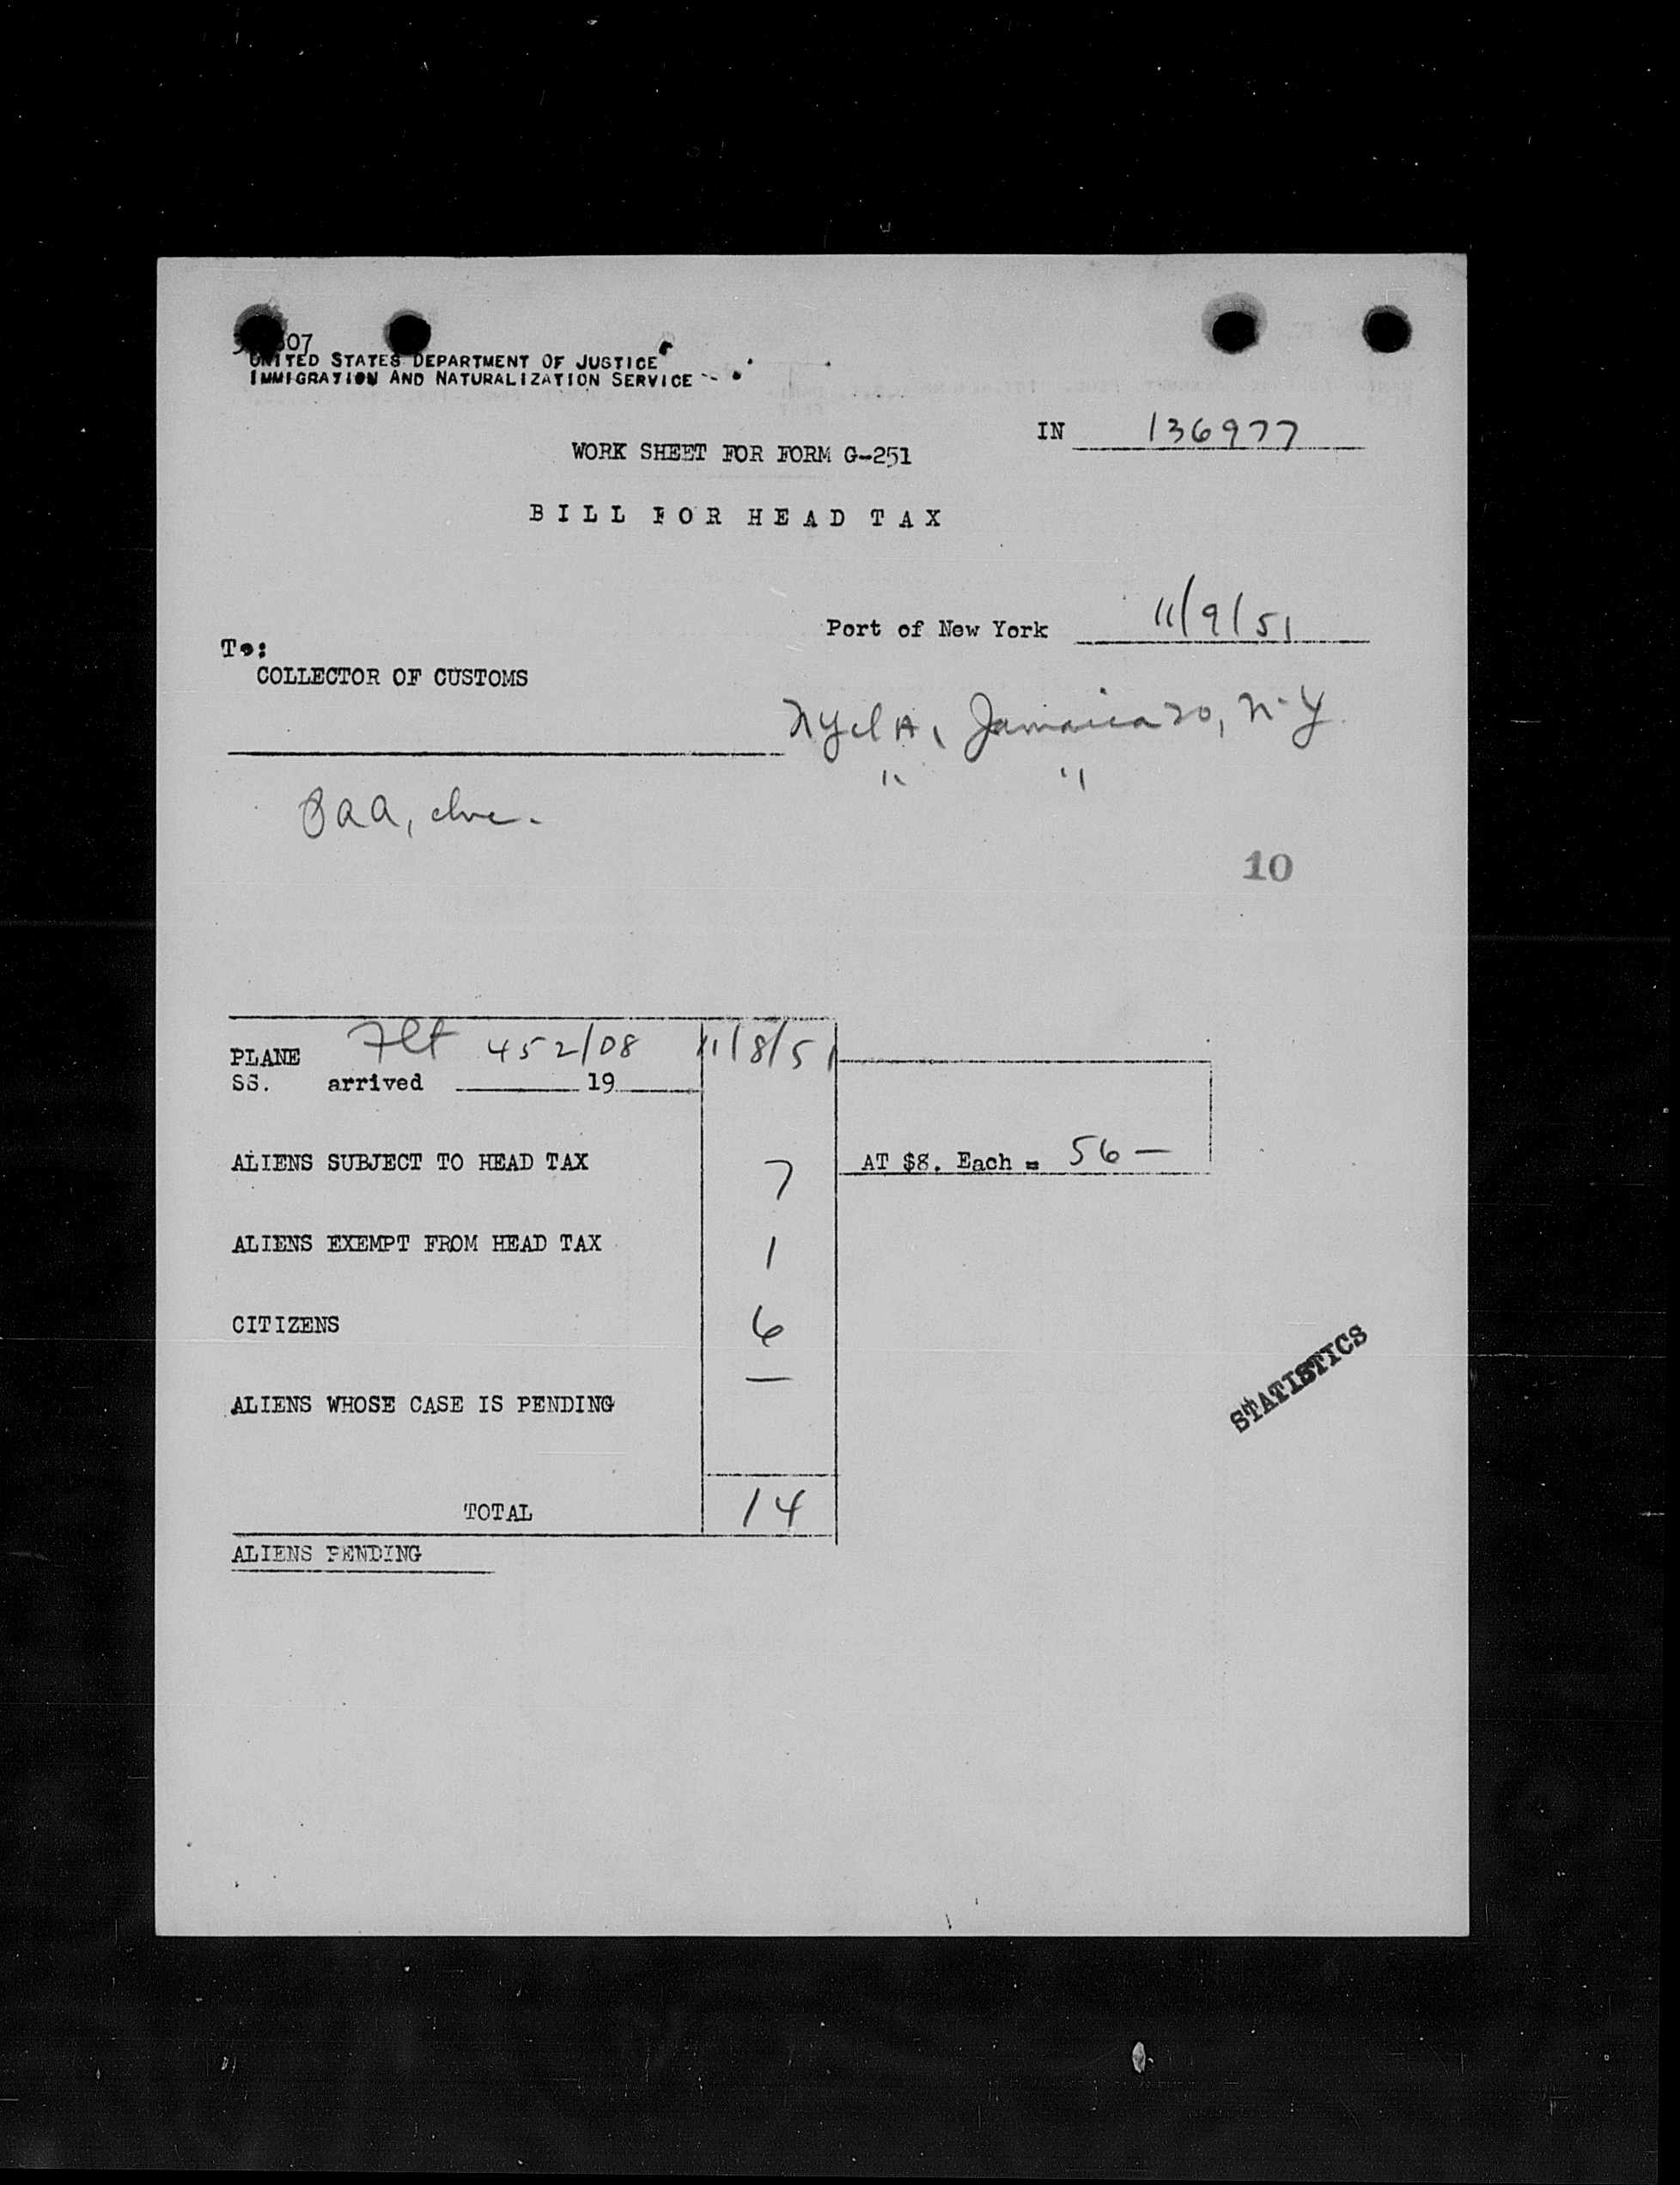 07
UNITED STATES DEPARTMENT OF JUSTICE
IMMIGRATION AND NATURALIZATION SERVICE
IN 136977
WORK SHEET FOR FORM G-251
BILL FOR HEAD TAX
Port of New York 11/9/51
To:
COLLECTOR OF CUSTOMS
Jamaica 20, N.Y.
" "
PAA,
10
PLANE Flt 452/08 11/8/51
SS. arrived 19
ALIENS SUBJECT TO HEAD TAX 7 AT $8. Each = 56 —
ALIENS EXEMPT FROM HEAD TAX 1
CITIZENS 6
ALIENS WHOSE CASE IS PENDING —
STATISTICS
TOTAL 14
ALIENS PENDING